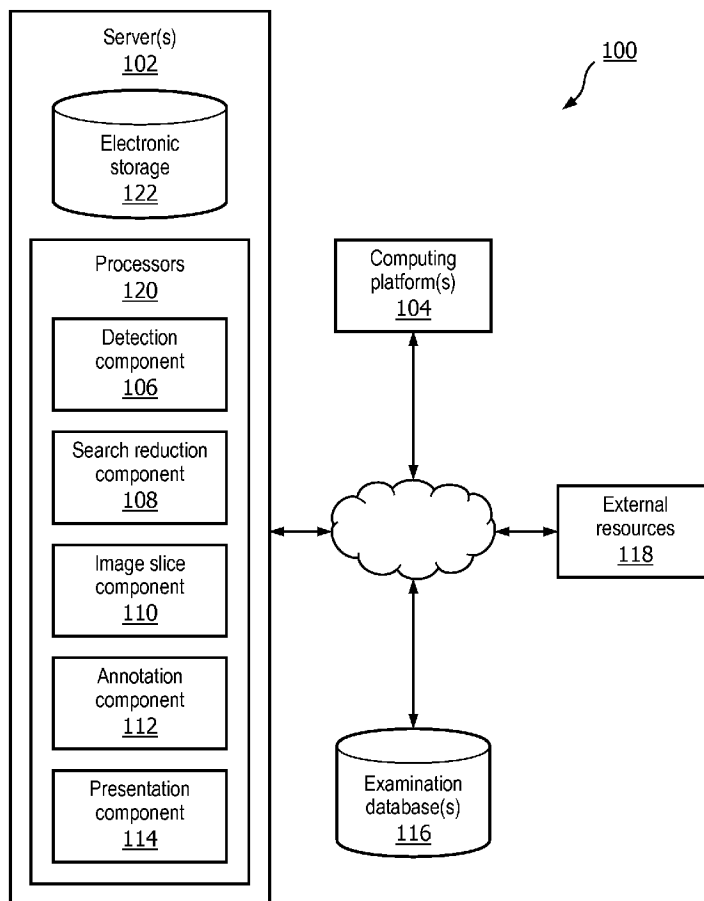 Server(s)
102
Electronic
storage
122
Processors
120
Detection
component
106
Search reduction
component
108
Image slice
component
110
Annotation
component
112
Presentation
component
114
100
Computing
platform(s)
104
External
resources
118
Examination
database(s)
116